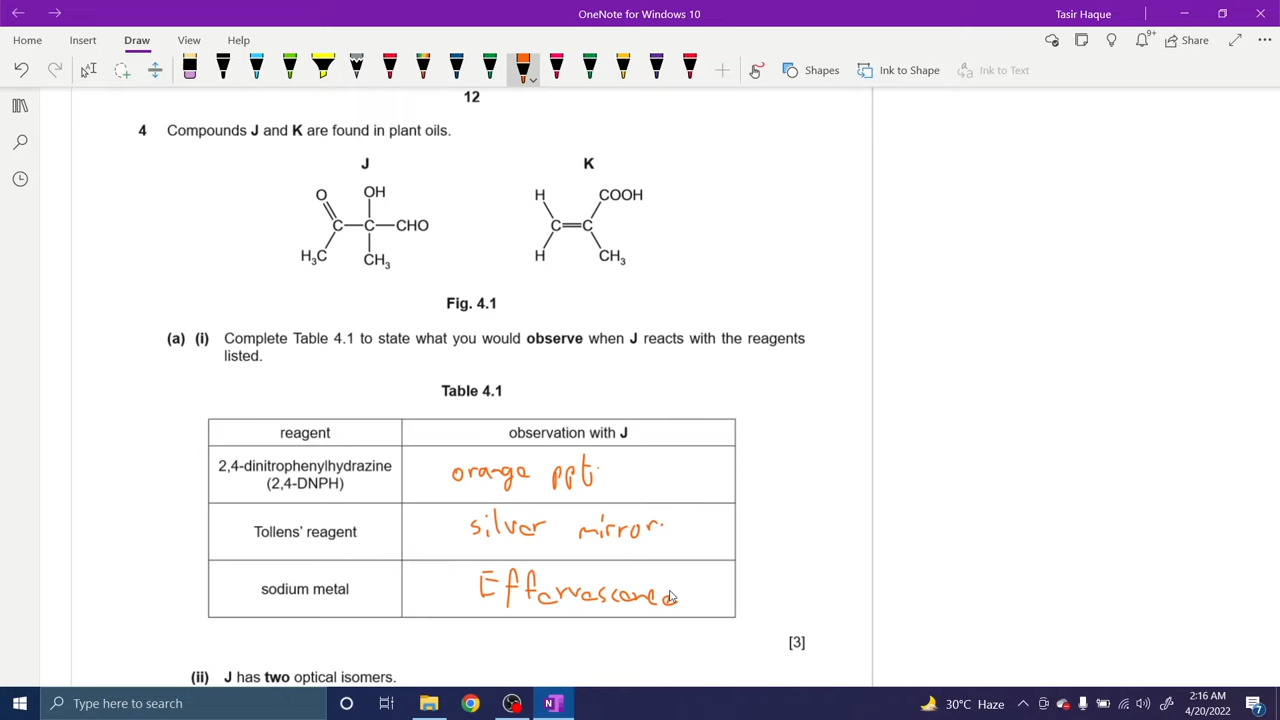 OneNote for Windows 10
Tasir Haque
Home Insert Draw View Help
9+
Share
Shapes Ink to Shape Ink to Text
12
4 Compounds J and K are found in plant oils.
J K
O OH H COOH
C C CHO C C
H3C CH3 H CH3
Fig. 4.1
(a) (i) Complete Table 4.1 to state what you would observe when J reacts with the reagents
listed.
Table 4.1
reagent observation with J
2,4-dinitrophenylhydrazine
(2,4-DNPH) orange ppt.
Tollens' reagent silver mirror.
sodium metal Effervescence
[3]
(ii) J has two optical isomers.
Type here to search
30°C Haze
2:16 AM
4/20/2022
7